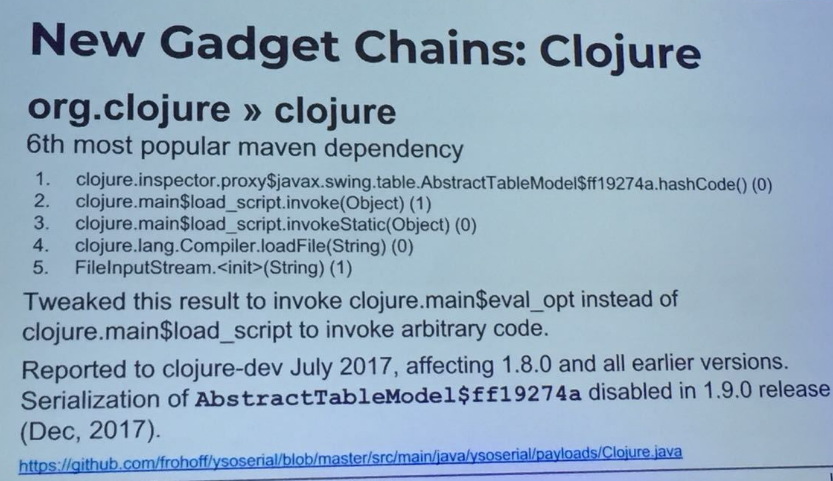 New Gadget Chains: Clojure
org.clojure » clojure
6th most popular maven dependency
1. clojure.inspector.proxy$javax.swing.table.AbstractTableModel$ff19274a.hashCode() (0)
2. clojure.main$load_script.invoke(Object) (1)
3. clojure.main$load_script.invokeStatic(Object) (0)
4. clojure.lang.Compiler.loadFile(String) (0)
5. FileInputStream.<init>(String) (1)
Tweaked this result to invoke clojure.main$eval_opt instead of
clojure.main$load_script to invoke arbitrary code.
Reported to clojure-dev July 2017, affecting 1.8.0 and all earlier versions.
Serialization of AbstractTableModel$ff19274a disabled in 1.9.0 release
(Dec, 2017).
https://github.com/frohoff/ysoserial/blob/master/src/main/java/ysoserial/payloads/Clojure.java